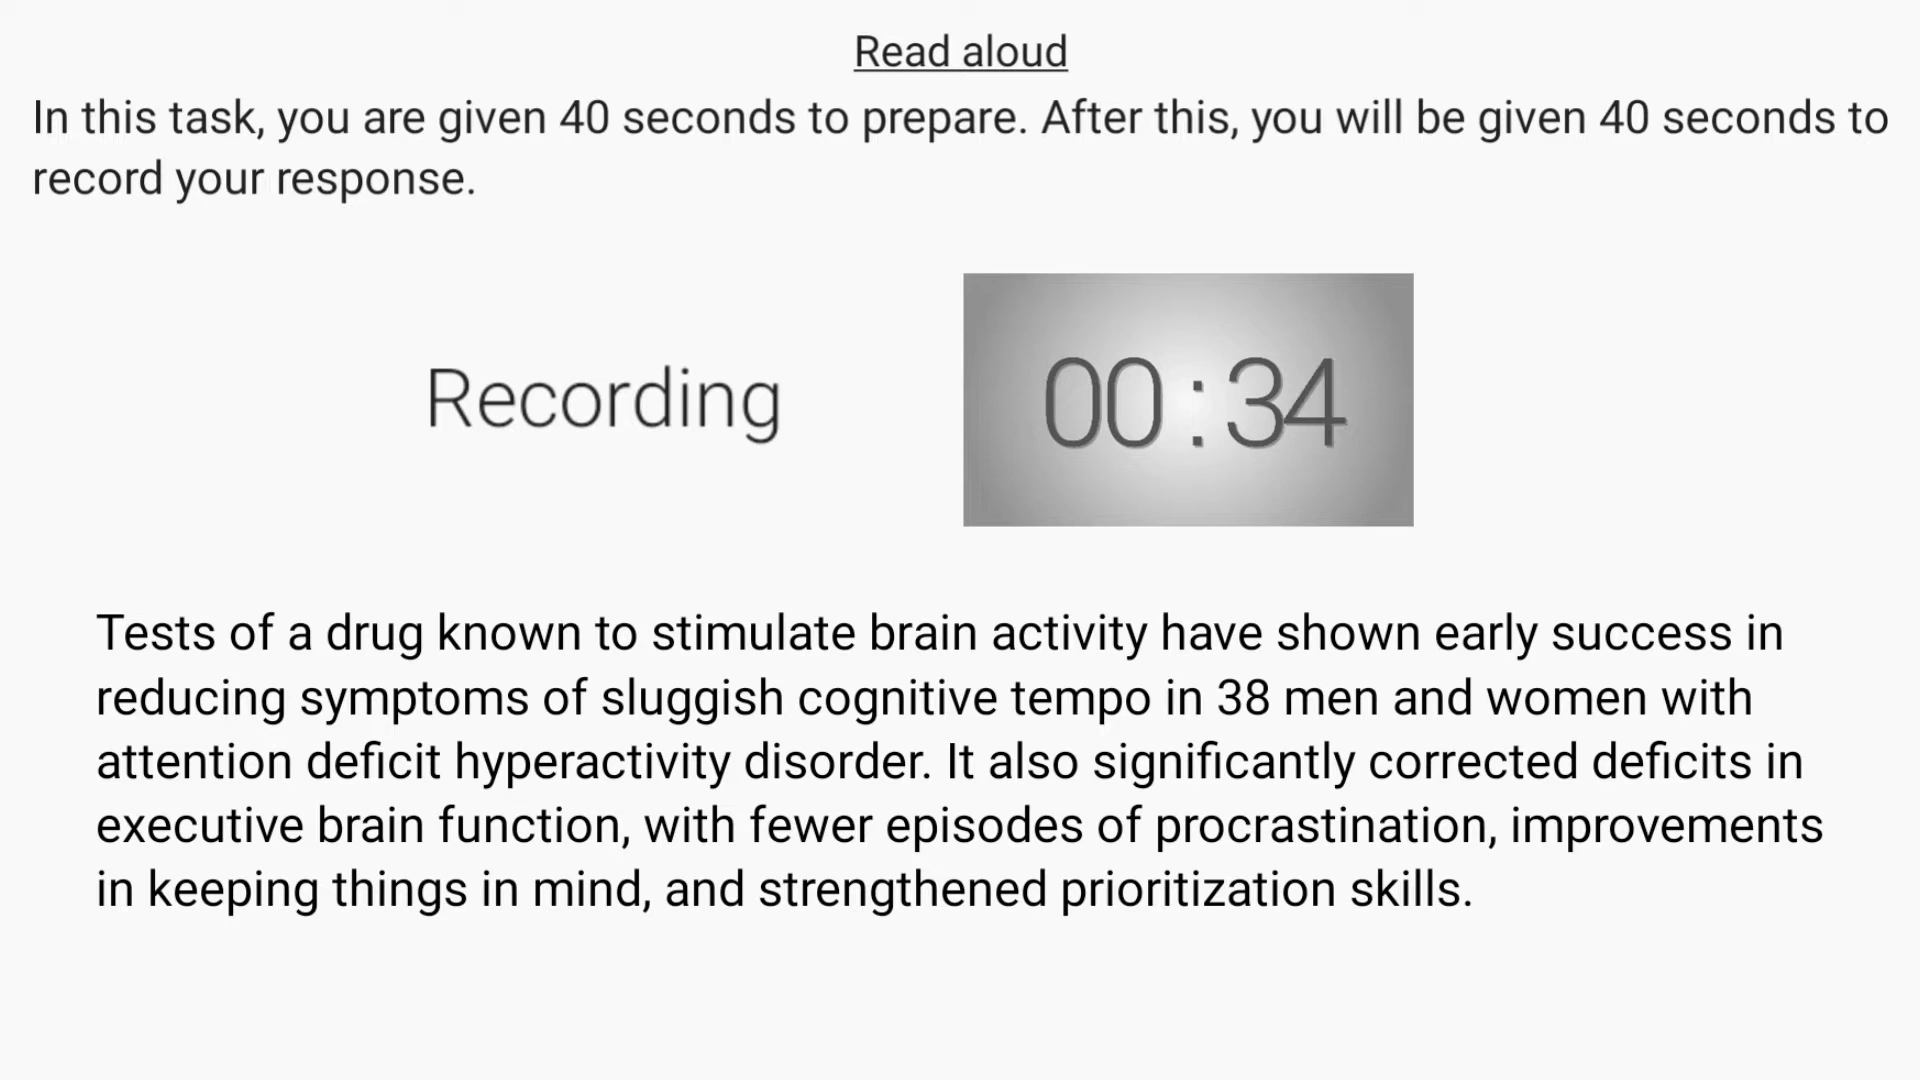 Read aloud
In this task, you are given 40 seconds to prepare. After this, you will be given 40 seconds to
record your response.
Recording
00:34
Tests of a drug known to stimulate brain activity have shown early success in
reducing symptoms of sluggish cognitive tempo in 38 men and women with
attention deficit hyperactivity disorder. It also significantly corrected deficits in
executive brain function, with fewer episodes of procrastination, improvements
in keeping things in mind, and strengthened prioritization skills.